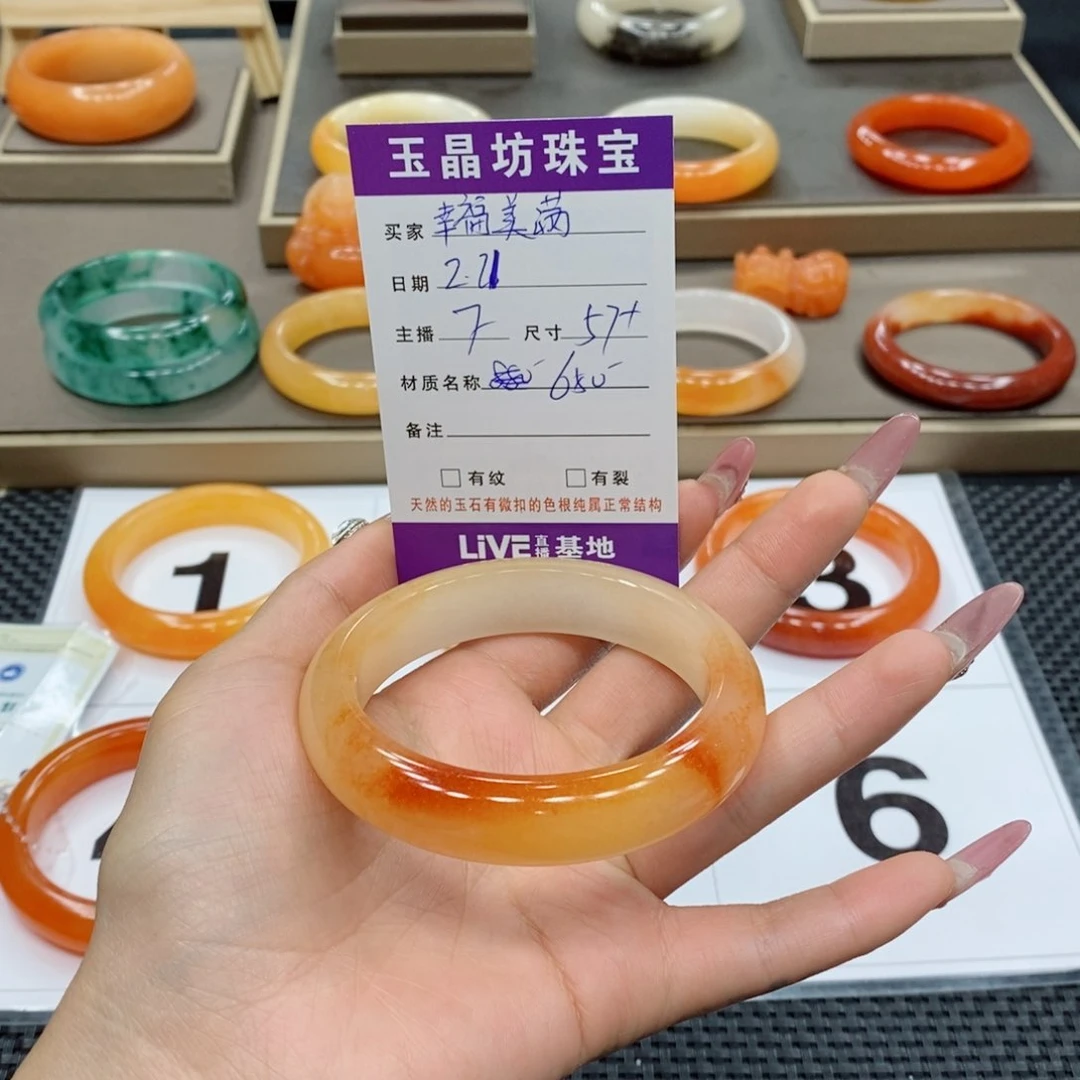 玉晶坊珠宝
买家 幸福美满
日期 2.21
主播 7 尺寸 57+
材质名称 650
备注
有纹 有裂
天然的玉石有微扣的色根纯属正常结构
LiVE直播基地
1
3
6